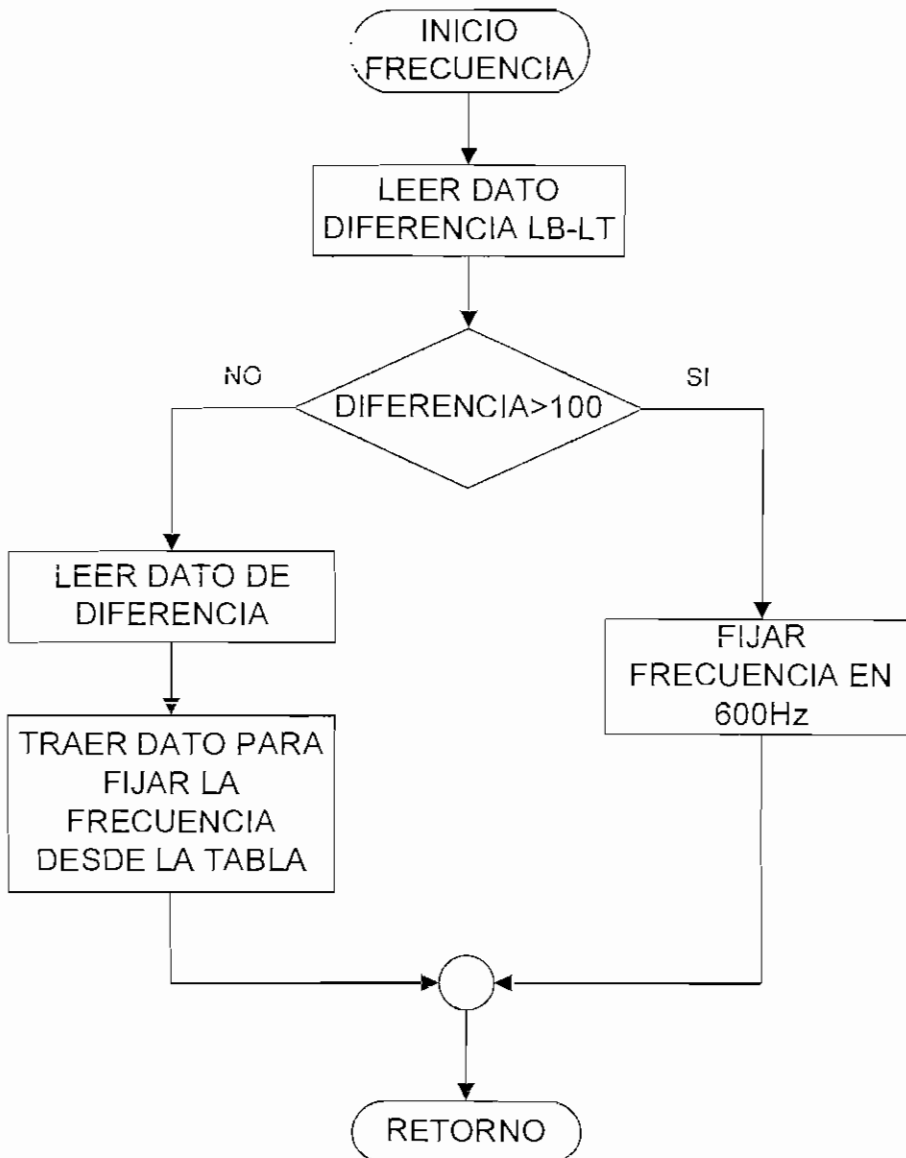 INICIO
FRECUENCIA
LEER DATO
DIFERENCIA LB-LT
NO
SI
DIFERENCIA>100
LEER DATO DE
DIFERENCIA
FIJAR
FRECUENCIA EN
600Hz
TRAER DATO PARA
FIJAR LA
FRECUENCIA
DESDE LA TABLA
RETORNO